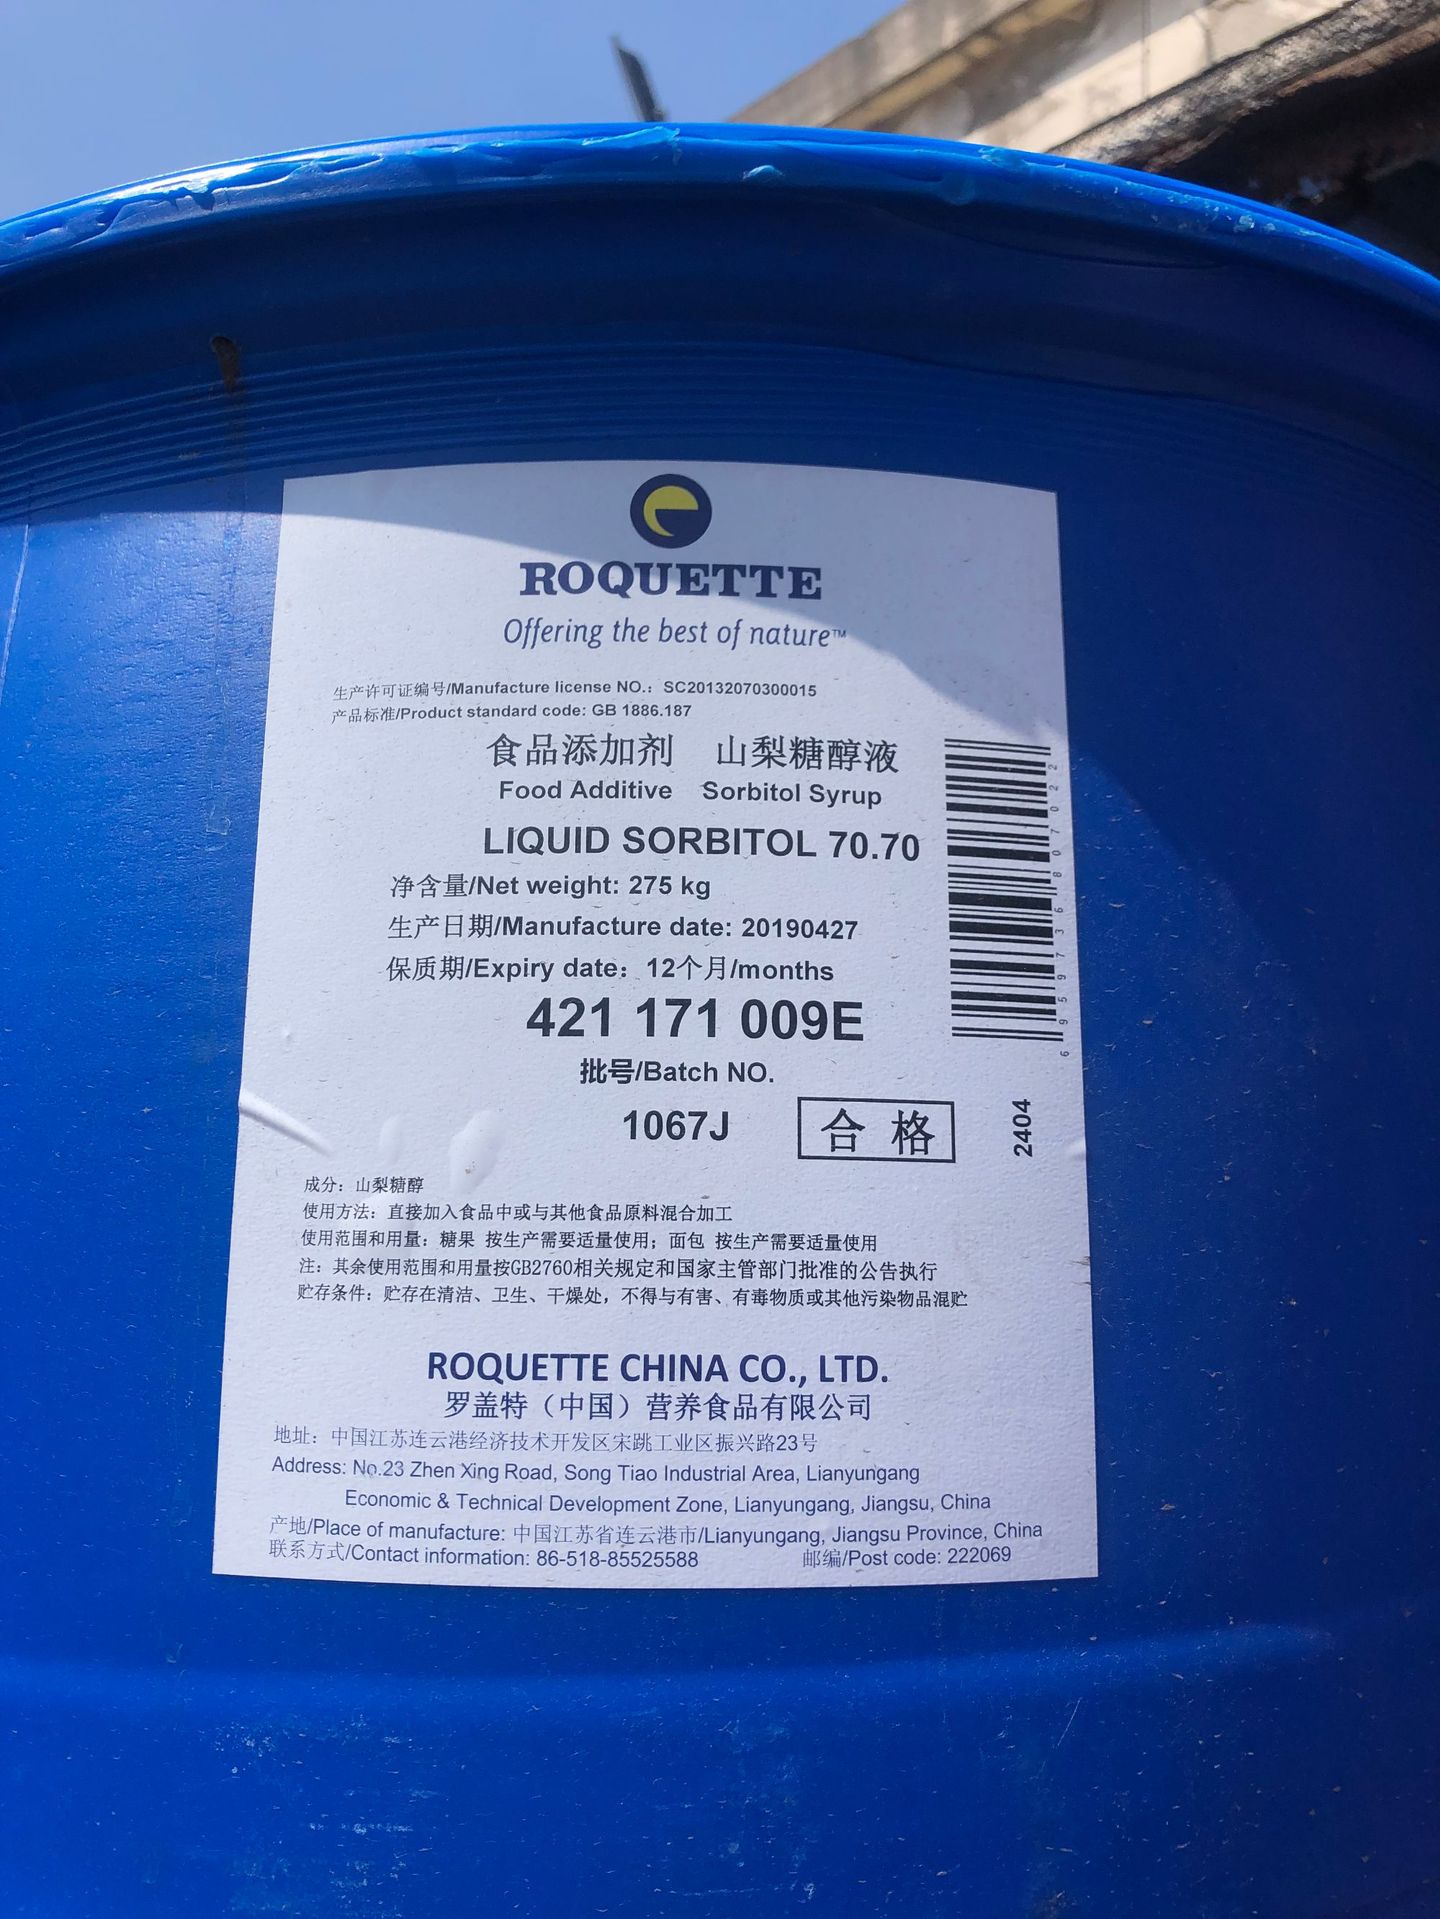 ROQUETTE
Offering the best of nature™
生产许可证编号/Manufacture license NO.：SC20132070300015
产品标准/Product standard code: GB 1886.187
食品添加剂 山梨糖醇液
Food Additive Sorbitol Syrup
LIQUID SORBITOL 70.70
净含量/Net weight: 275 kg
生产日期/Manufacture date: 20190427
保质期/Expiry date：12个月/months
421 171 009E
批号/Batch NO.
1067J
合 格
2404
6959736807022
成分：山梨糖醇
使用方法：直接加入食品中或与其他食品原料混合加工
使用范围和用量：糖果 按生产需要适量使用；面包 按生产需要适量使用
注：其余使用范围和用量按GB2760相关规定和国家主管部门批准的公告执行
贮存条件：贮存在清洁、卫生、干燥处，不得与有害、有毒物质或其他污染物品混贮
ROQUETTE CHINA CO., LTD.
罗盖特（中国）营养食品有限公司
地址：中国江苏连云港经济技术开发区宋跳工业区振兴路23号
Address: No.23 Zhen Xing Road, Song Tiao Industrial Area, Lianyungang
Economic & Technical Development Zone, Lianyungang, Jiangsu, China
产地/Place of manufacture: 中国江苏省连云港市/Lianyungang, Jiangsu Province, China
联系方式/Contact information: 86-518-85525588 邮编/Post code: 222069